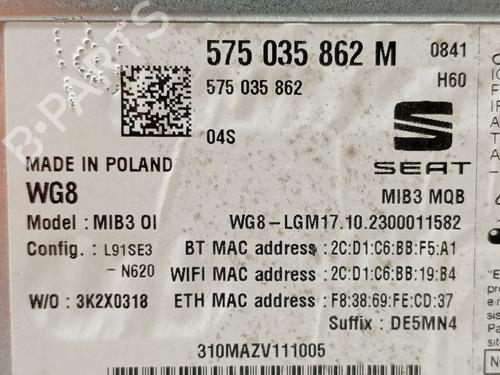 575 035 862 M
0841
575 035 862
H60
04S
SEAT
MADE IN POLAND
WG8
MIB3 MQB
Model : MIB3 OI
WG8-LGM17.10.2300011582
Config. : L91SE3
-N620
BT MAC address : 2C:D1:C6:BB:F5:A1
WIFI MAC address : 2C:D1:C6:BB:19:B4
W/O : 3K2X0318
ETH MAC address : F8:38:69:FE:CD:37
Suffix : DE5MN4
310MAZV111005
B-PARTS